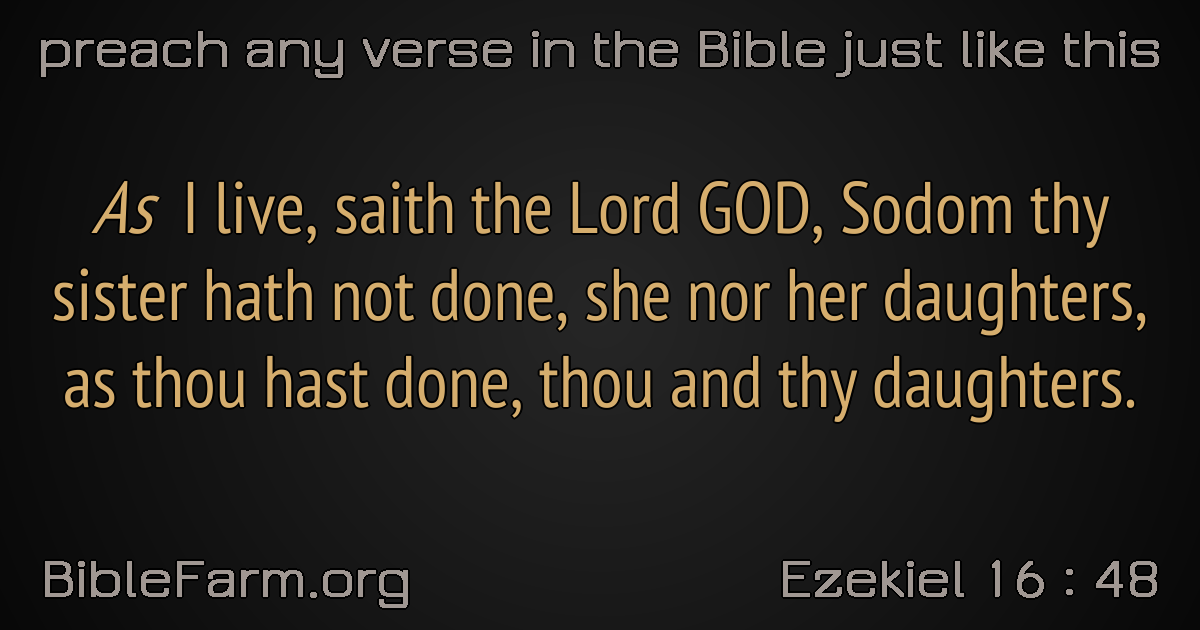 preach any verse in the Bible just like this
As I live, saith the Lord GOD, Sodom thy
sister hath not done, she nor her daughters,
as thou hast done, thou and thy daughters.
BibleFarm.org
Ezekiel 16 : 48